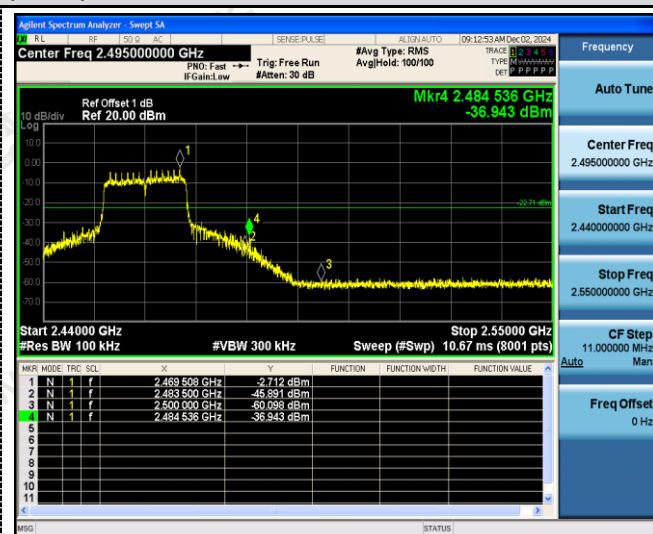 Agilent Spectrum Analyzer - Swept SA
RL RF 50 Ω AC SENSE:PULSE ALIGN AUTO 09:12:53 AM Dec 02, 2024
Center Freq 2.495000000 GHz
PNO: Fast Trig: Free Run
IFGain:Low #Atten: 30 dB
#Avg Type: RMS
Avg|Hold: 100/100
TRACE 1 2 3 4 5 6
TYPE M
DET P P P P P P
Frequency
Auto Tune
Center Freq
2.495000000 GHz
Start Freq
2.440000000 GHz
Stop Freq
2.550000000 GHz
CF Step
11.000000 MHz
Auto Man
Freq Offset
0 Hz
Ref Offset 1 dB
10 dB/div Ref 20.00 dBm
Log
Mkr4 2.484 536 GHz
-36.943 dBm
10.0
0.00
-10.0
-20.0
-30.0
-40.0
-50.0
-60.0
-70.0
1
-22.71 dBm
4
2
3
Start 2.44000 GHz Stop 2.55000 GHz
#Res BW 100 kHz #VBW 300 kHz Sweep (#Swp) 10.67 ms (8001 pts)
MKR MODE TRC SCL X Y FUNCTION FUNCTION WIDTH FUNCTION VALUE
1 N 1 f 2.469 508 GHz -2.712 dBm
2 N 1 f 2.483 500 GHz -45.891 dBm
3 N 1 f 2.500 000 GHz -60.098 dBm
4 N 1 f 2.484 536 GHz -36.943 dBm
5
6
7
8
9
10
11
MSG STATUS